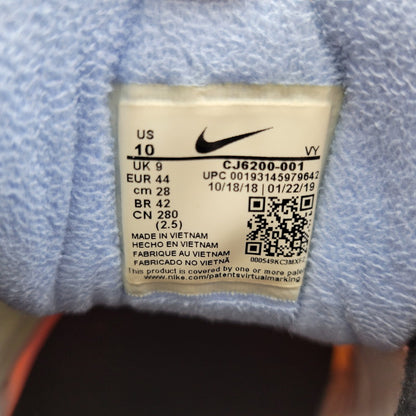 US
10
VY
UK 9
CJ6200-001
EUR 44
UPC 00193145979642
cm 28
10/18/18 | 01/22/19
BR 42
CN 280
(2.5)
MADE IN VIETNAM
HECHO EN VIETNAM
FABRIQUE AU VIETNAM
FABRICADO NO VIETNÃ
This product is covered by one or more
www.nike.com/patentsvirtualmarking